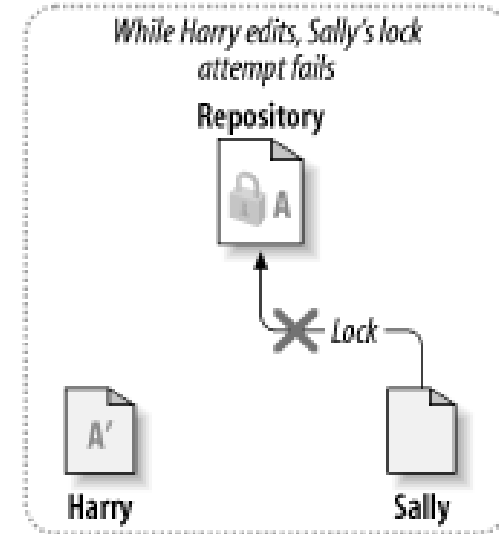 While Harry edits, Sally's lock
attempt fails
Repository
A
Lock
A'
Harry
Sally